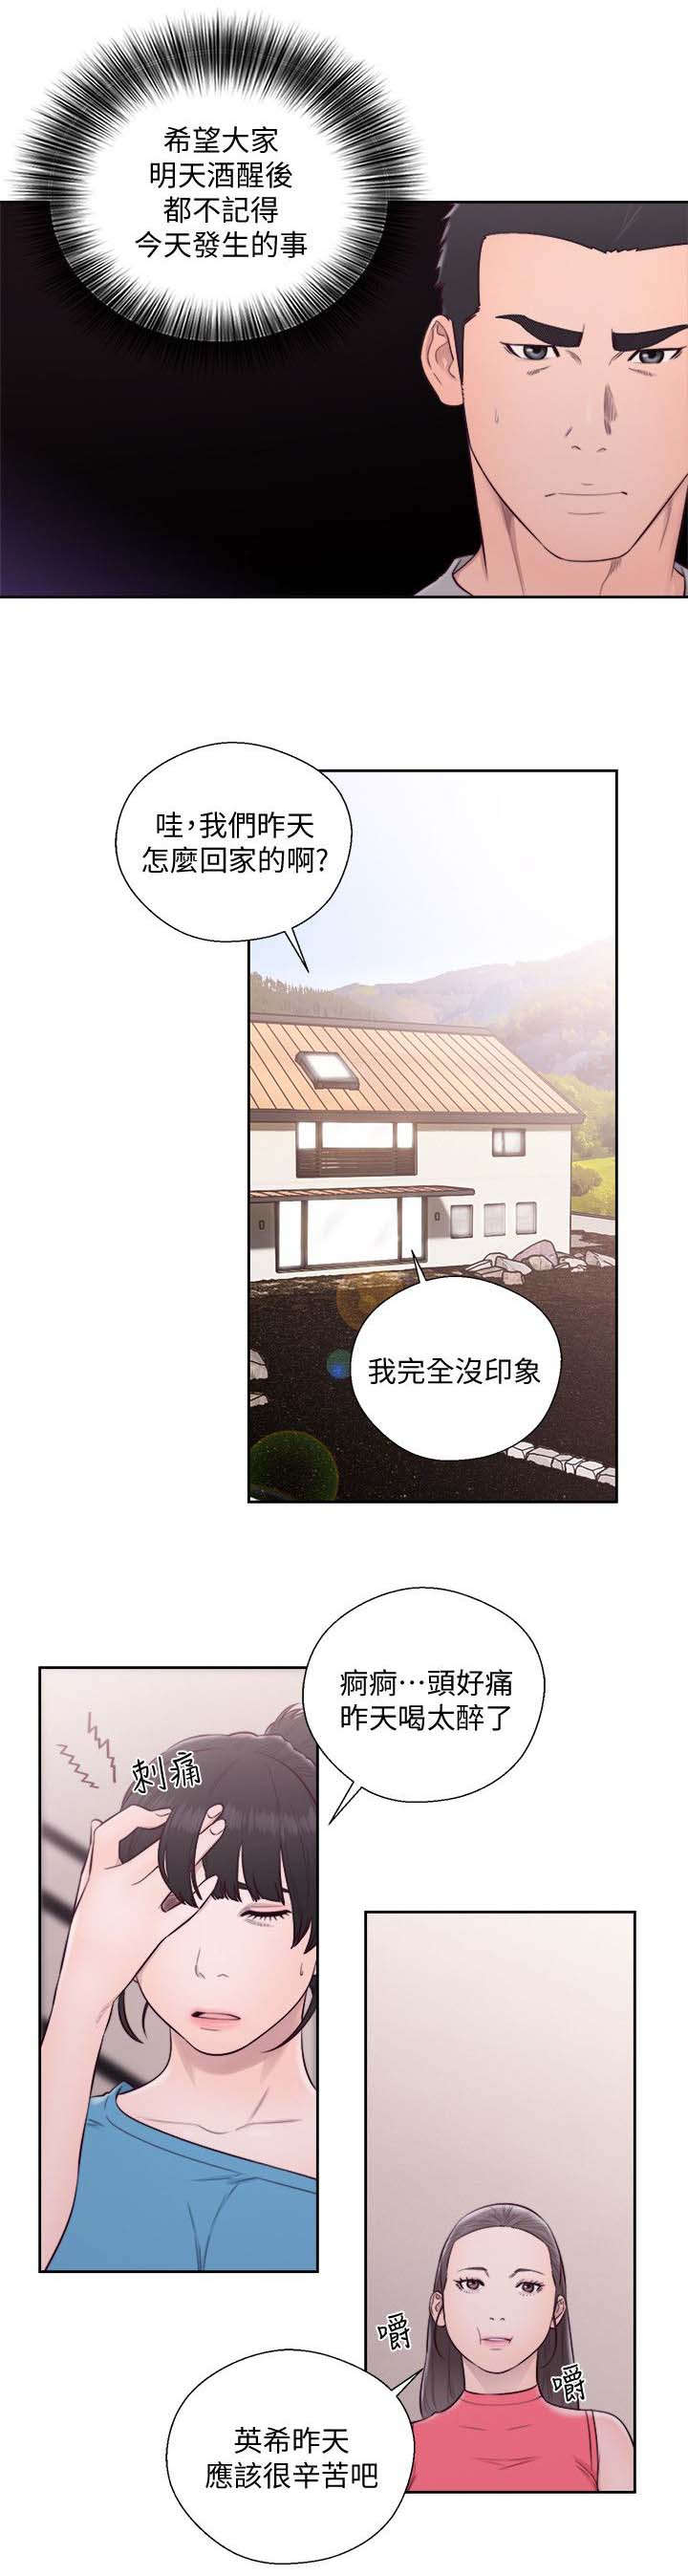 希望大家
明天酒醒後
都不記得
今天發生的事
哇，我們昨天
怎麼回家的啊?
我完全沒印象
痾痾…頭好痛
昨天喝太醉了
刺痛
嚼
嚼
英希昨天
應該很辛苦吧